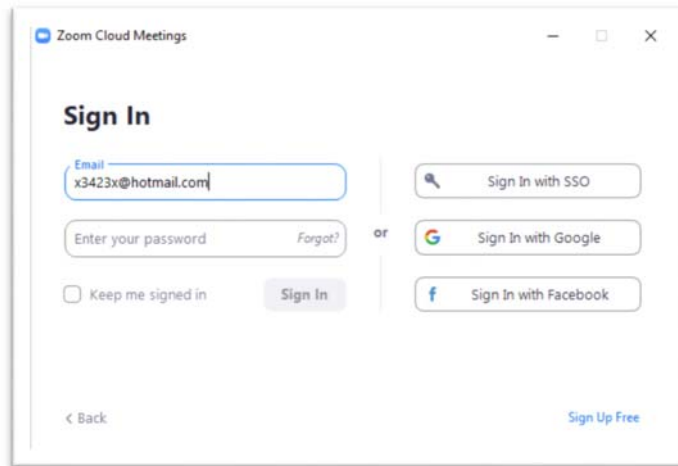 Zoom Cloud Meetings
Sign In
Email
x3423x@hotmail.com
Enter your password Forgot?
Keep me signed in Sign In
or
Sign In with SSO
Sign In with Google
Sign In with Facebook
< Back
Sign Up Free